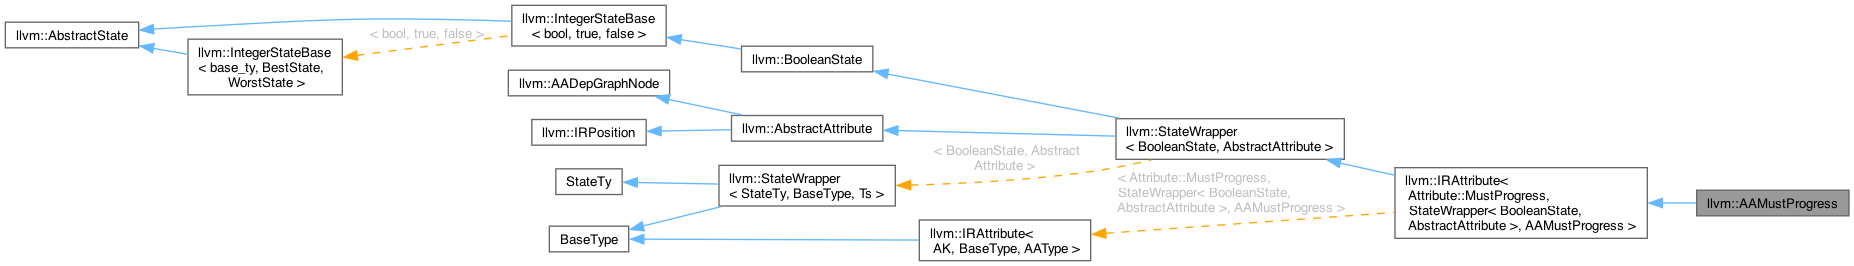 llvm::AbstractState
llvm::IntegerStateBase
< base_ty, BestState,
WorstState >
< bool, true, false >
llvm::IntegerStateBase
< bool, true, false >
llvm::BooleanState
llvm::AADepGraphNode
llvm::IRPosition
llvm::AbstractAttribute
StateTy
BaseType
llvm::StateWrapper
< StateTy, BaseType, Ts >
< BooleanState, Abstract
Attribute >
llvm::StateWrapper
< BooleanState, AbstractAttribute >
llvm::IRAttribute<
AK, BaseType, AAType >
< Attribute::MustProgress,
StateWrapper< BooleanState,
AbstractAttribute >, AAMustProgress >
llvm::IRAttribute<
Attribute::MustProgress,
StateWrapper< BooleanState,
AbstractAttribute >, AAMustProgress >
llvm::AAMustProgress